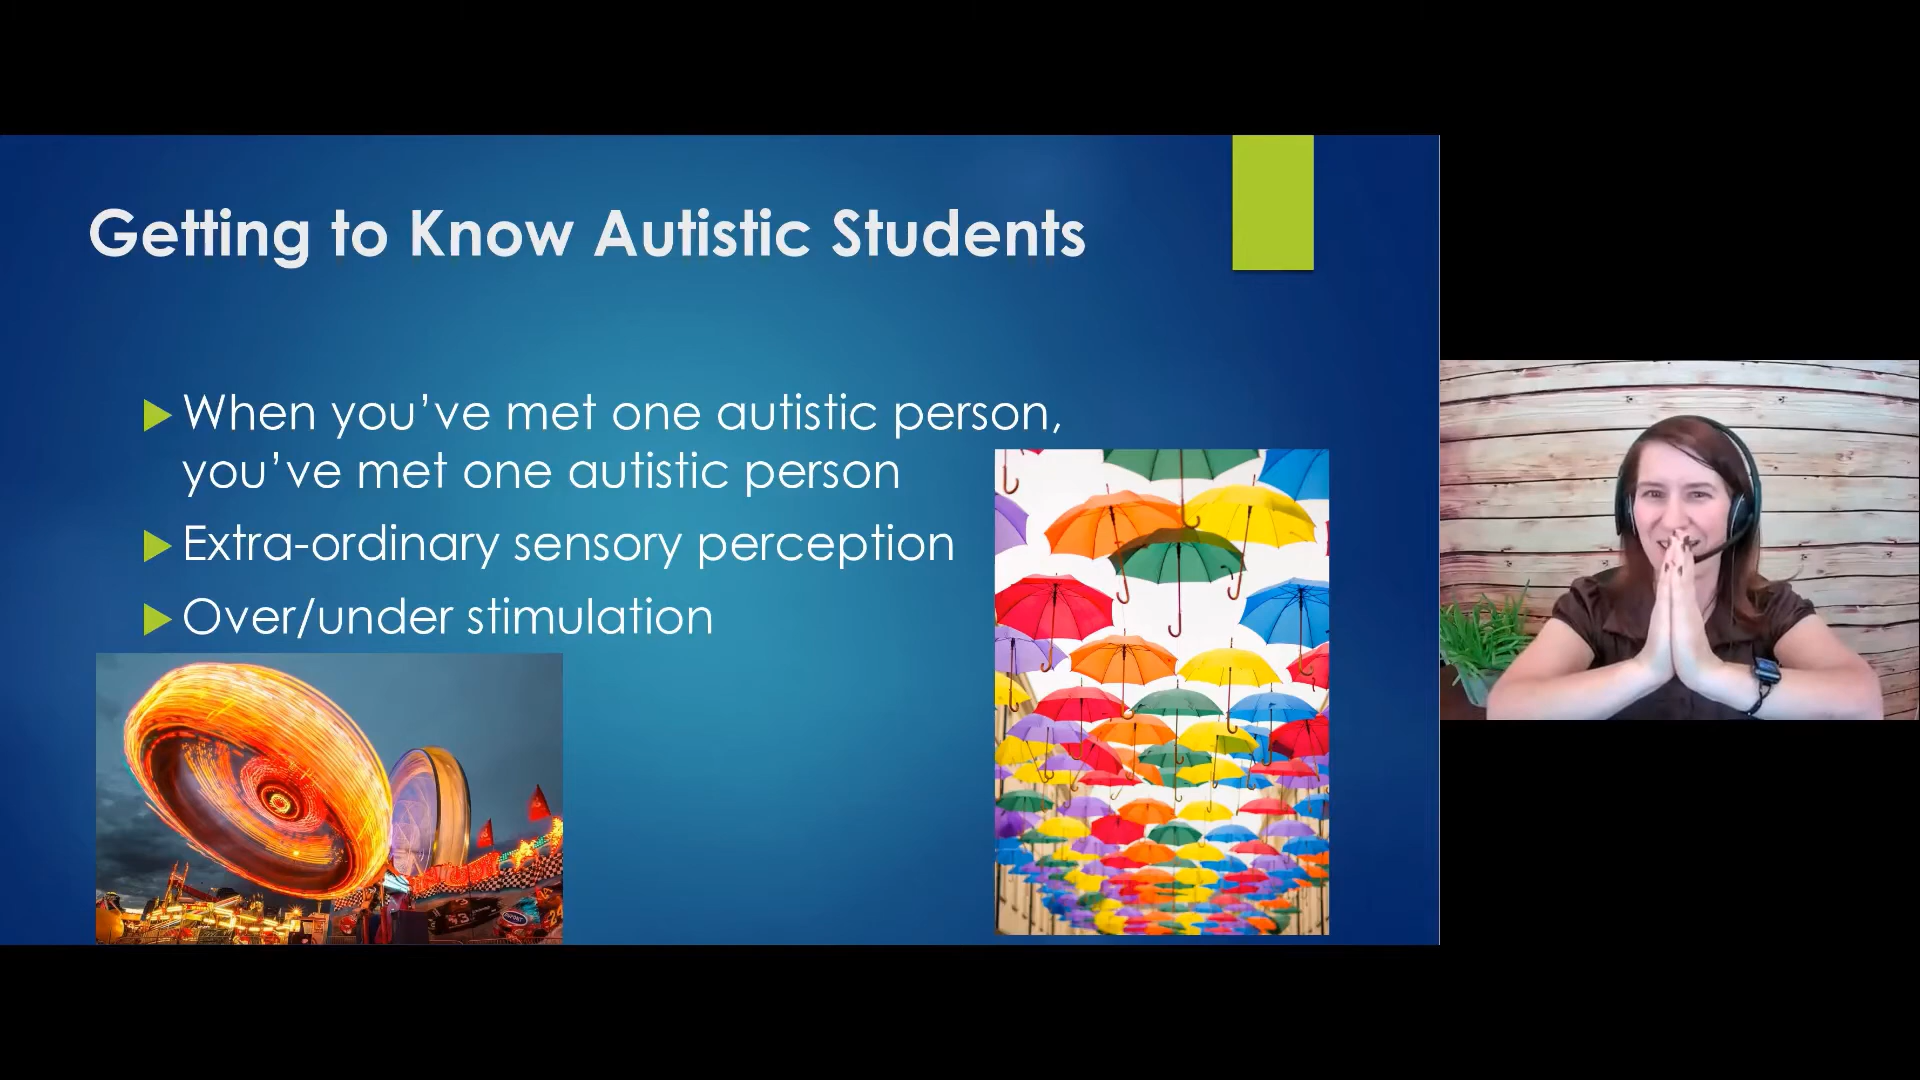 Getting to Know Autistic Students
When you’ve met one autistic person,
you’ve met one autistic person
Extra-ordinary sensory perception
Over/under stimulation